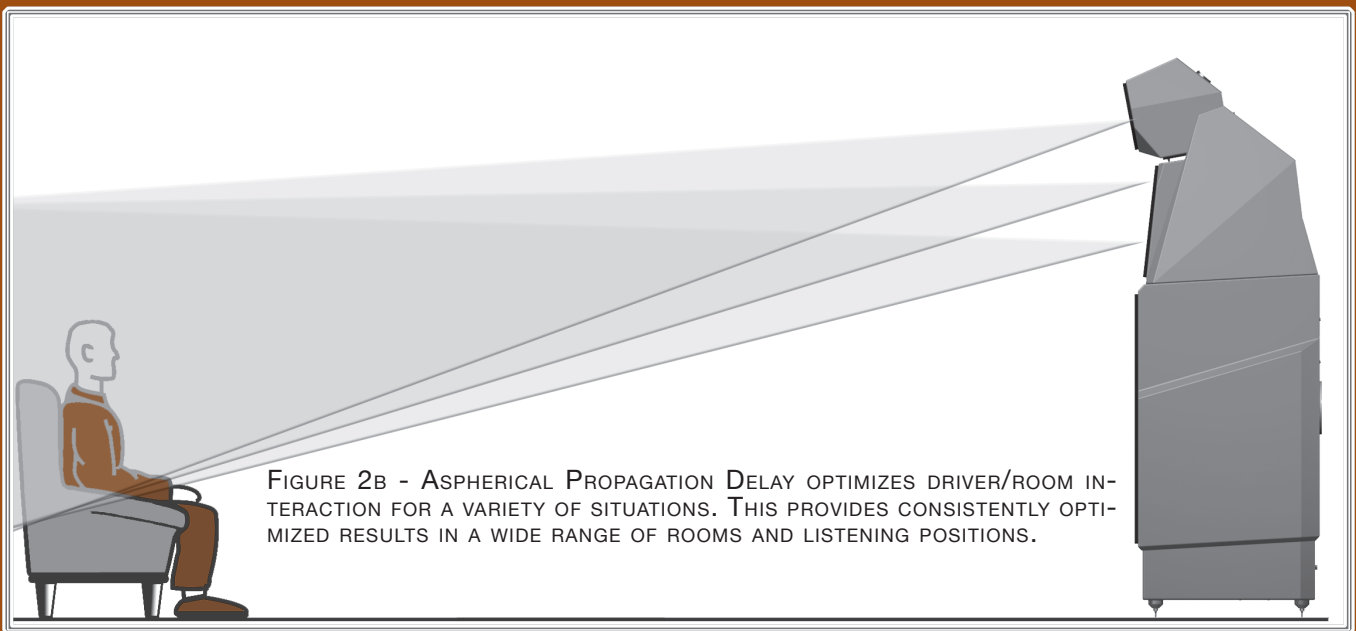 Figure 2b - Aspherical Propagation Delay optimizes driver/room in-
teraction for a variety of situations. This provides consistently opti-
mized results in a wide range of rooms and listening positions.